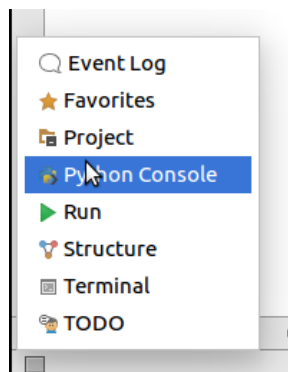 Event Log
Favorites
Project
Python Console
Run
Structure
Terminal
TODO